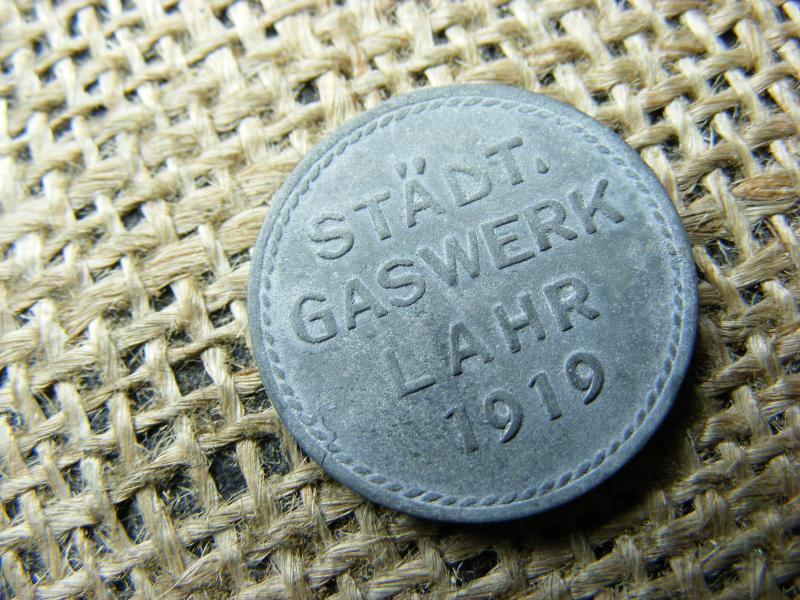 STÄDT.
GASWERK
LAHR
1919